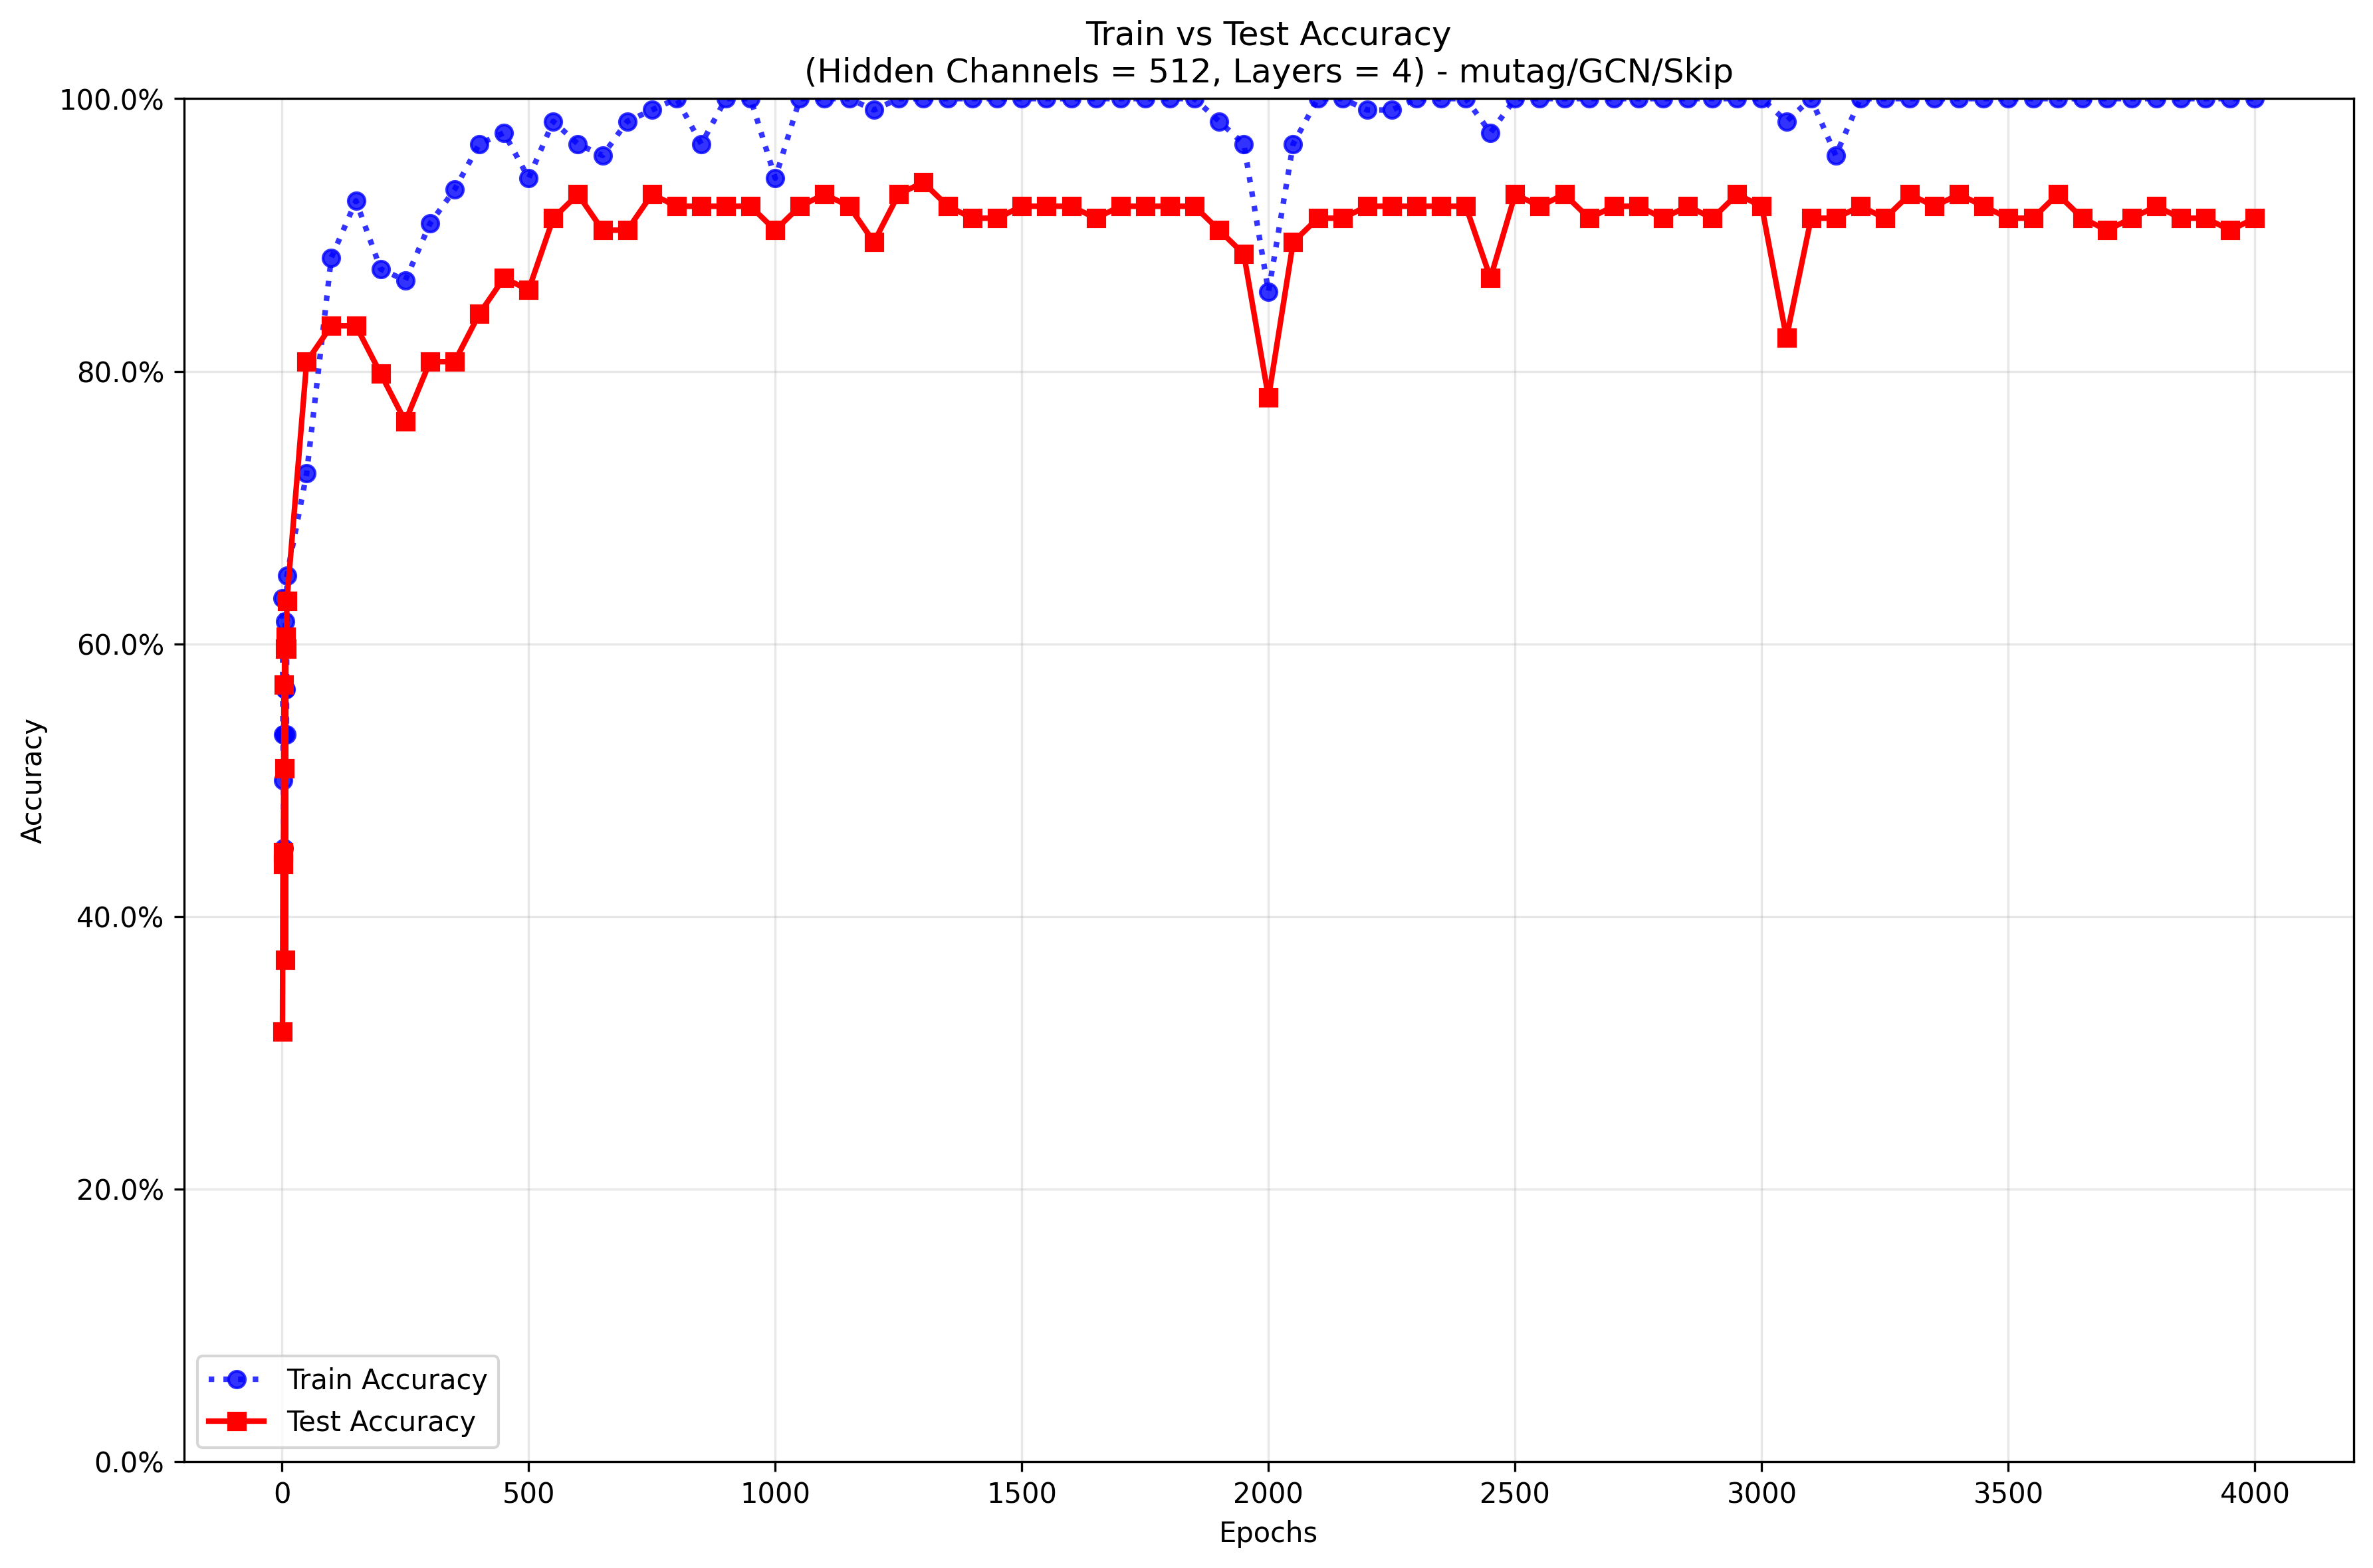 Train vs Test Accuracy
(Hidden Channels = 512, Layers = 4) - mutag/GCN/Skip
100.0%
80.0%
60.0%
40.0%
20.0%
0.0%
Accuracy
Train Accuracy
Test Accuracy
0
500
1000
1500
2000
2500
3000
3500
4000
Epochs